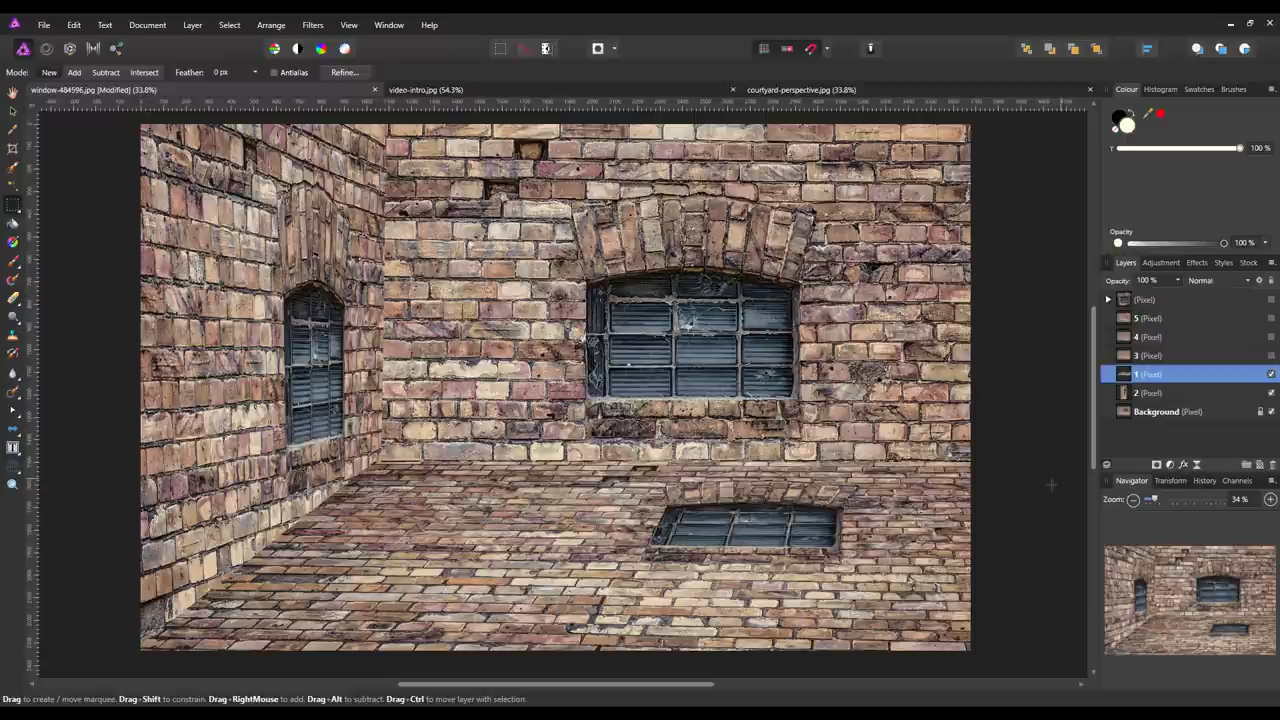 File Edit Text Document Layer Select Arrange Filters View Window Help
Mode: New Add Subtract Intersect Feather: 0 px Antialias Refine...
window-484596.jpg [Modified] (33.8%) video-intro.jpg (54.3%) courtyard-perspective.jpg (33.8%)
Colour Histogram Swatches Brushes
T 100 %
Opacity
100 %
Layers Adjustment Effects Styles Stock
Opacity: 100 % Normal
(Pixel)
5 (Pixel)
4 (Pixel)
3 (Pixel)
1 (Pixel)
2 (Pixel)
Background (Pixel)
Navigator Transform History Channels
Zoom: 34 %
Drag to create / move marquee. Drag+Shift to constrain. Drag+RightMouse to add. Drag+Alt to subtract. Drag+Ctrl to move layer with selection.